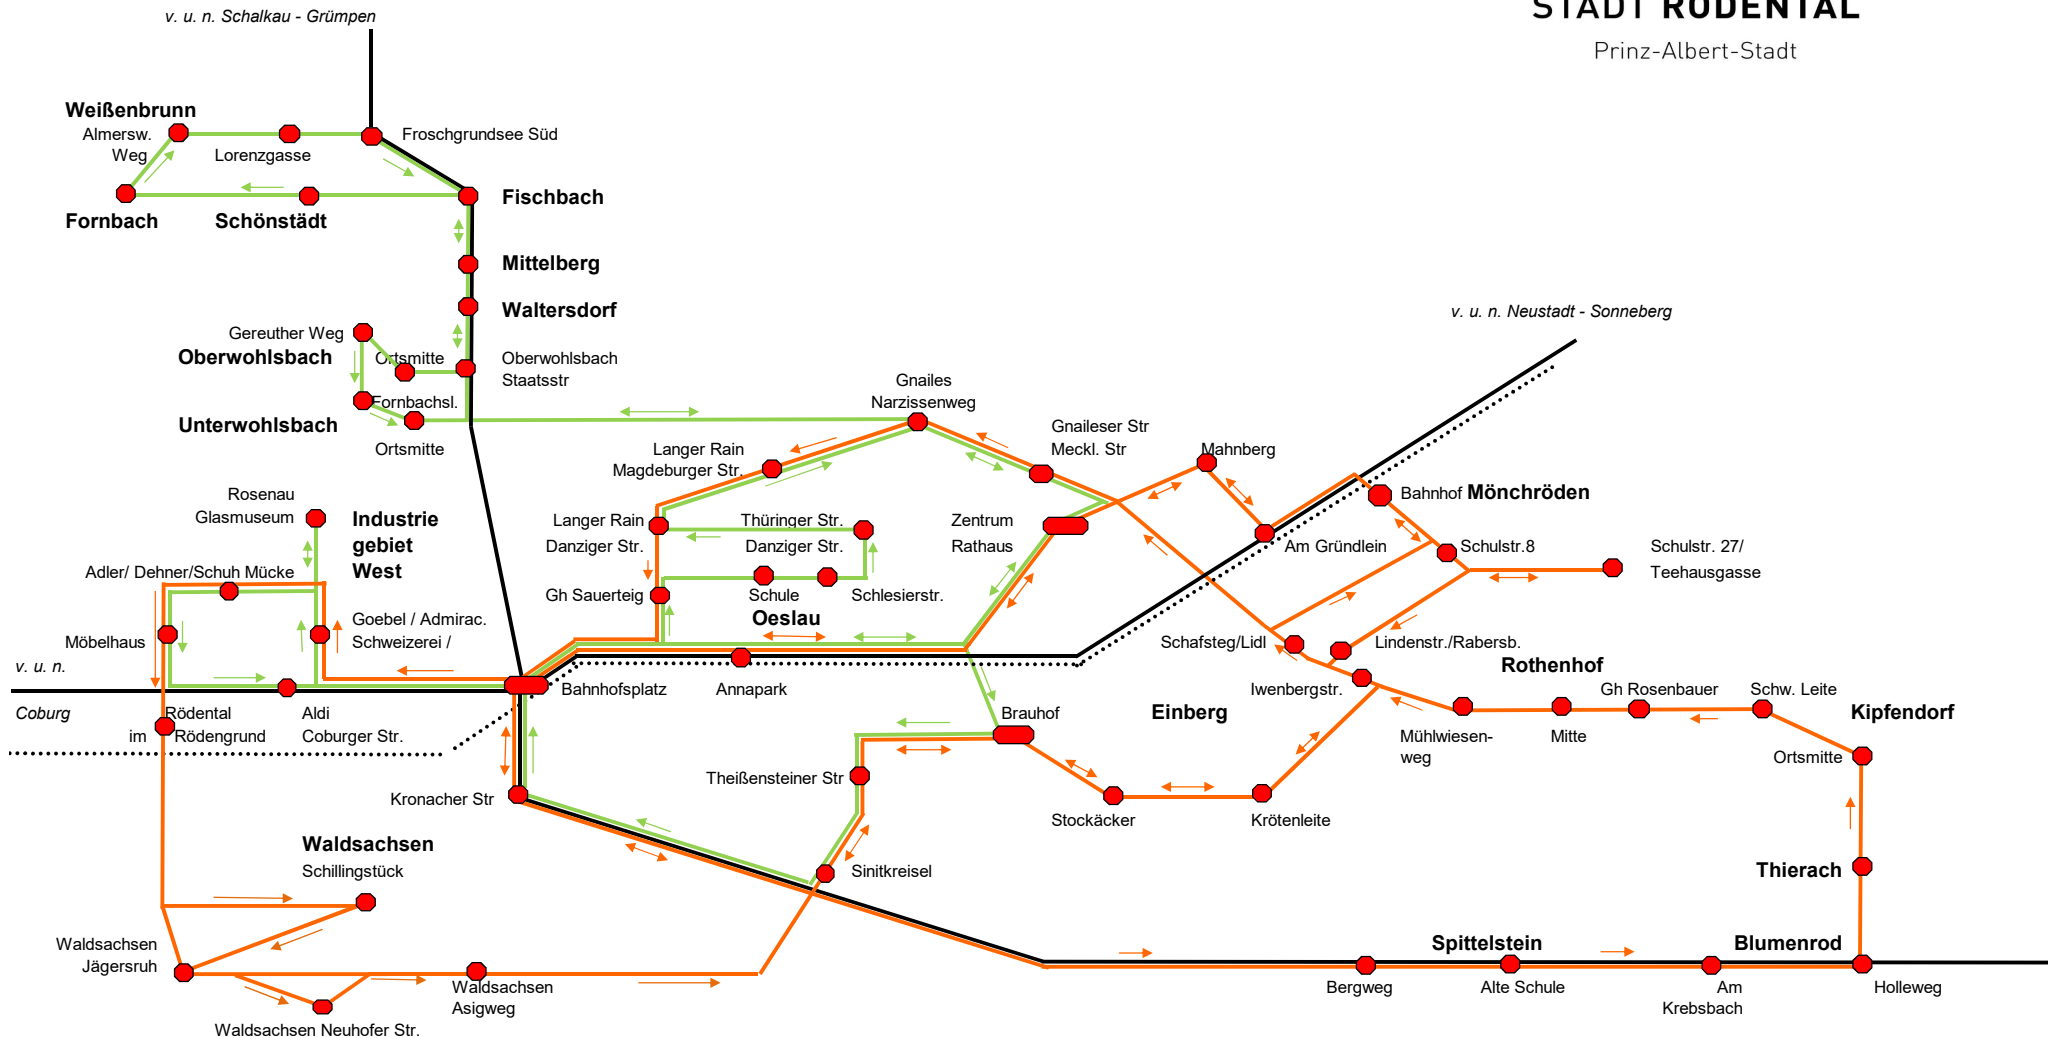 v. u. n. Schalkau - Grümpen
STADT RÖDENTAL
Prinz-Albert-Stadt
Weißenbrunn
Almersw.
Weg
Lorenzgasse
Froschgrundsee Süd
Fornbach
Schönstädt
Fischbach
Mittelberg
Waltersdorf
Gereuther Weg
Oberwohlsbach
Ortsmitte
Oberwohlsbach
Staatsstr
Fornbachsl.
Unterwohlsbach
Ortsmitte
v. u. n. Neustadt - Sonneberg
Gnailes
Narzissenweg
Gnaileser Str
Meckl. Str
Langer Rain
Magdeburger Str.
Mahnberg
Rosenau
Glasmuseum
Industrie
gebiet
West
Langer Rain
Danziger Str.
Thüringer Str.
Danziger Str.
Zentrum
Rathaus
Am Gründlein
Bahnhof Mönchröden
Schulstr.8
Schulstr. 27/
Teehausgasse
Adler/ Dehner/Schuh Mücke
Gh Sauerteig
Schule
Schlesierstr.
Oeslau
Möbelhaus
Goebel / Admirac.
Schweizerei /
Schafsteg/Lidl
Lindenstr./Rabersb.
v. u. n.
Coburg
Rödental
im Rödengrund
Aldi
Coburger Str.
Bahnhofsplatz
Annapark
Brauhof
Iwenbergstr.
Einberg
Rothenhof
Gh Rosenbauer
Schw. Leite
Kipfendorf
Mühlwiesen-
weg
Mitte
Ortsmitte
Theißensteiner Str
Kronacher Str
Stockäcker
Krötenleite
Waldsachsen
Schillingstück
Sinitkreisel
Thierach
Waldsachsen
Jägersruh
Waldsachsen
Asigweg
Waldsachsen Neuhofer Str.
Spittelstein
Blumenrod
Bergweg
Alte Schule
Am
Krebsbach
Holleweg